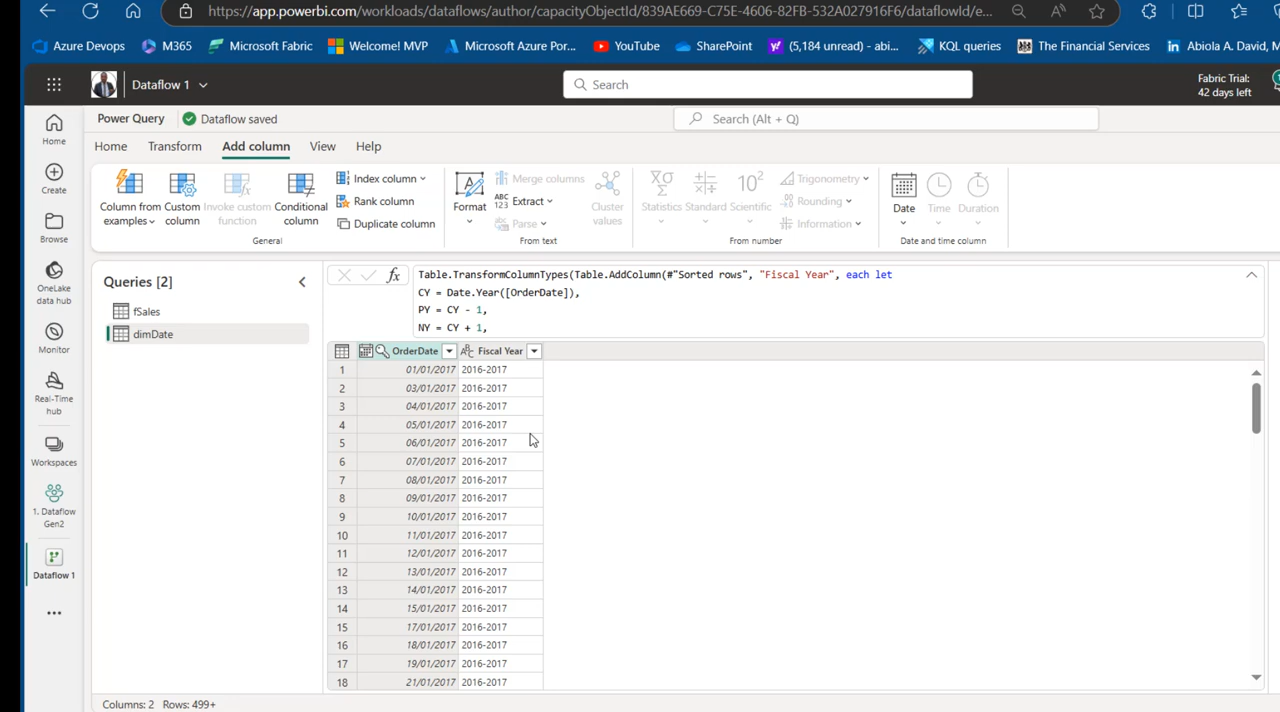 https://app.powerbi.com/workloads/dataflows/author/capacityObjectId/839AE669-C75E-4606-82FB-532A027916F6/dataflowId/e...
Azure Devops M365 Microsoft Fabric Welcome! MVP Microsoft Azure Por... YouTube SharePoint (5,184 unread) - abi... KQL queries The Financial Services Abiola A. David, M
Dataflow 1 Search Fabric Trial:
42 days left
Power Query Dataflow saved Search (Alt + Q)
Home
Create
Browse
OneLake
data hub
Monitor
Real-Time
hub
Workspaces
1. Dataflow
Gen2
Dataflow 1
Home Transform Add column View Help
Column from
examples
Custom
column
Invoke custom
function
Conditional
column
Index column
Rank column
Duplicate column
General
Format
Merge columns
ABC
123 Extract
abc Parse
Cluster
values
From text
Statistics Standard Scientific
10²
Trigonometry
Rounding
Information
From number
Date Time Duration
Date and time column
Queries [2]
fSales
dimDate
fx Table.TransformColumnTypes(Table.AddColumn(#"Sorted rows", "Fiscal Year", each let
CY = Date.Year([OrderDate]),
PY = CY - 1,
NY = CY + 1,
OrderDate Fiscal Year
1 01/01/2017 2016-2017
2 03/01/2017 2016-2017
3 04/01/2017 2016-2017
4 05/01/2017 2016-2017
5 06/01/2017 2016-2017
6 07/01/2017 2016-2017
7 08/01/2017 2016-2017
8 09/01/2017 2016-2017
9 10/01/2017 2016-2017
10 11/01/2017 2016-2017
11 12/01/2017 2016-2017
12 13/01/2017 2016-2017
13 14/01/2017 2016-2017
14 15/01/2017 2016-2017
15 17/01/2017 2016-2017
16 18/01/2017 2016-2017
17 19/01/2017 2016-2017
18 21/01/2017 2016-2017
Columns: 2 Rows: 499+